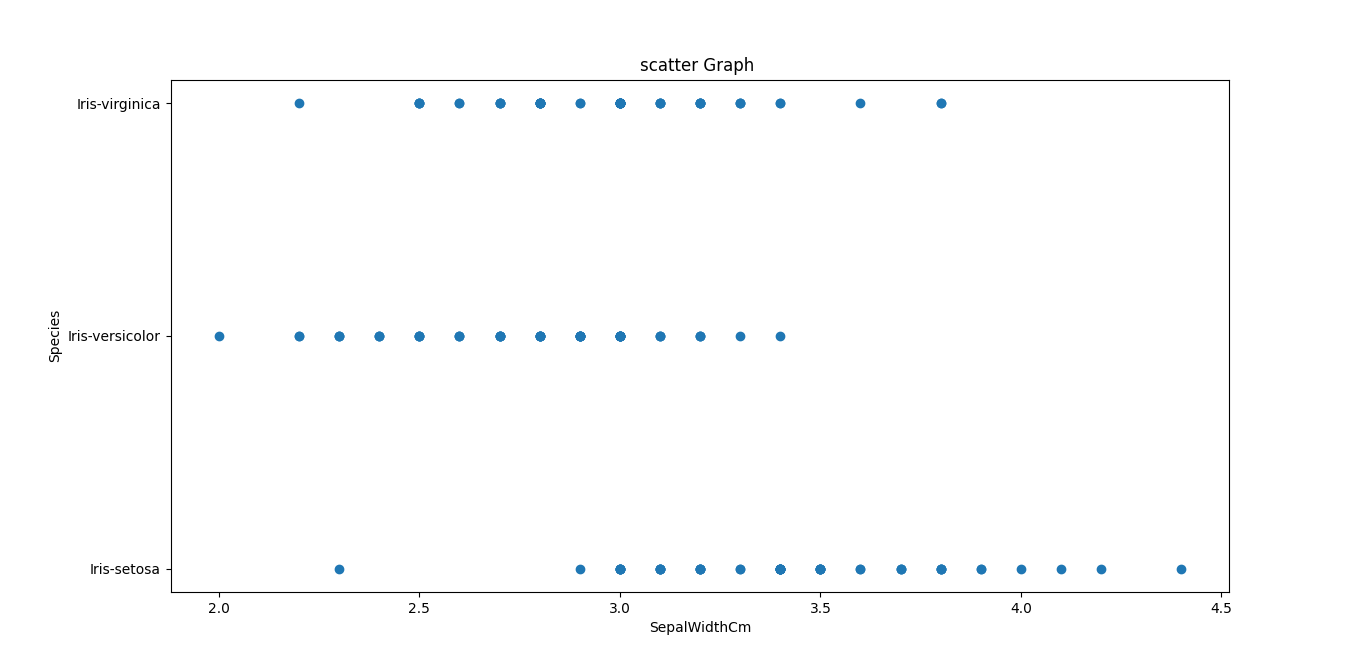 scatter Graph
Iris-virginica
Iris-versicolor
Iris-setosa
Species
2.0 2.5 3.0 3.5 4.0 4.5
SepalWidthCm